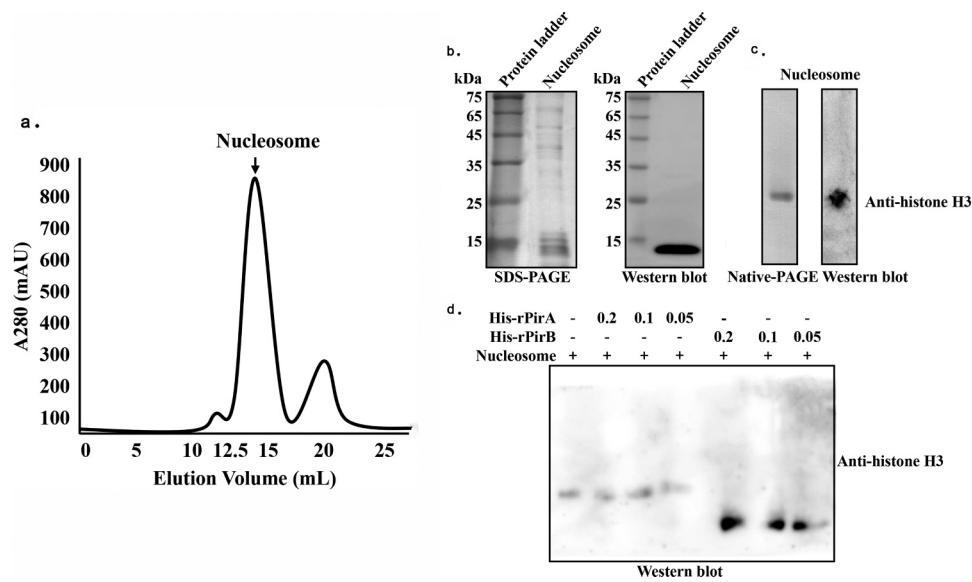 a.
Nucleosome
900
800
700
600
500
400
300
200
100
A280 (mAU)
0 5 10 12.5 15 20 25
Elution Volume (mL)
b.
Protein ladder
Nucleosome
kDa
75
65
45
35
25
15
SDS-PAGE
Protein ladder
Nucleosome
kDa
75
65
45
35
25
15
Western blot
c.
Nucleosome
Anti-histone H3
Native-PAGE Western blot
d.
His-rPirA - 0.2 0.1 0.05 - - -
His-rPirB - - - - 0.2 0.1 0.05
Nucleosome + + + + + + +
Anti-histone H3
Western blot